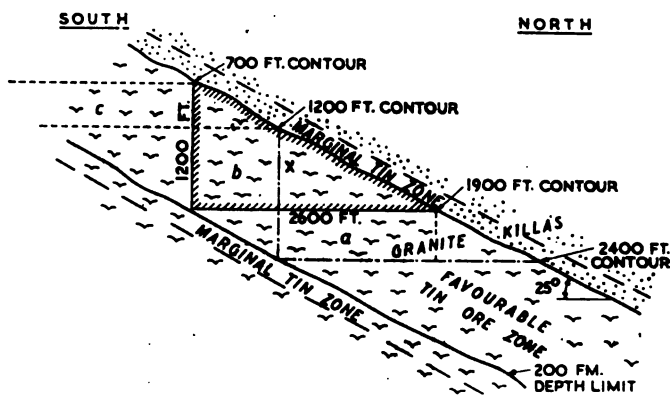 SOUTH
NORTH
700 FT. CONTOUR
1200 FT. CONTOUR
c
1200 FT.
b
X
MARGINAL TIN ZONE
1900 FT. CONTOUR
2600 FT.
KILLAS
a
GRANITE
2400 FT.
CONTOUR
MARGINAL TIN ZONE
25°
FAVOURABLE
TIN ORE ZONE
200 FM.
DEPTH LIMIT